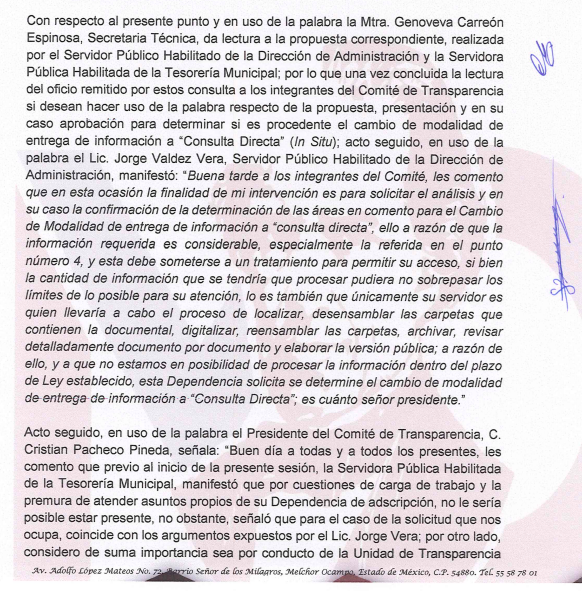 Con respecto al presente punto y en uso de la palabra la Mtra. Genoveva Carreón
Espinosa, Secretaria Técnica, da lectura a la propuesta correspondiente, realizada
por el Servidor Público Habilitado de la Dirección de Administración y la Servidora
Pública Habilitada de la Tesorería Municipal; por lo que una vez concluida la lectura
del oficio remitido por estos consulta a los integrantes del Comité de Transparencia
si desean hacer uso de la palabra respecto de la propuesta, presentación y en su
caso aprobación para determinar si es procedente el cambio de modalidad de
entrega de información a “Consulta Directa” (In Situ); acto seguido, en uso de la
palabra el Lic. Jorge Valdez Vera, Servidor Público Habilitado de la Dirección de
Administración, manifestó: “Buena tarde a los integrantes del Comité, les comento
que en esta ocasión la finalidad de mi intervención es para solicitar el análisis y en
su caso la confirmación de la determinación de las áreas en comento para el Cambio
de Modalidad de entrega de información a “consulta directa”, ello a razón de que la
información requerida es considerable, especialmente la referida en el punto
número 4, y esta debe someterse a un tratamiento para permitir su acceso, si bien
la cantidad de información que se tendría que procesar pudiera no sobrepasar los
límites de lo posible para su atención, lo es también que únicamente su servidor es
quien llevaría a cabo el proceso de localizar, desensamblar las carpetas que
contienen la documental, digitalizar, reensamblar las carpetas, archivar, revisar
detalladamente documento por documento y elaborar la versión pública; a razón de
ello, y a que no estamos en posibilidad de procesar la información dentro del plazo
de Ley establecido, esta Dependencia solicita se determine el cambio de modalidad
de entrega de información a “Consulta Directa”; es cuánto señor presidente.”
Acto seguido, en uso de la palabra el Presidente del Comité de Transparencia, C.
Cristian Pacheco Pineda, señala: “Buen día a todas y a todos los presentes, les
comento que previo al inicio de la presente sesión, la Servidora Pública Habilitada
de la Tesorería Municipal, manifestó que por cuestiones de carga de trabajo y la
premura de atender asuntos propios de su Dependencia de adscripción, no le sería
posible estar presente, no obstante, señaló que para el caso de la solicitud que nos
ocupa, coincide con los argumentos expuestos por el Lic. Jorge Vera; por otro lado,
considero de suma importancia sea por conducto de la Unidad de Transparencia
Av. Adolfo López Mateos No. 72, Barrio Señor de los Milagros, Melchor Ocampo, Estado de México, C.P. 54880. Tel. 55 58 78 01